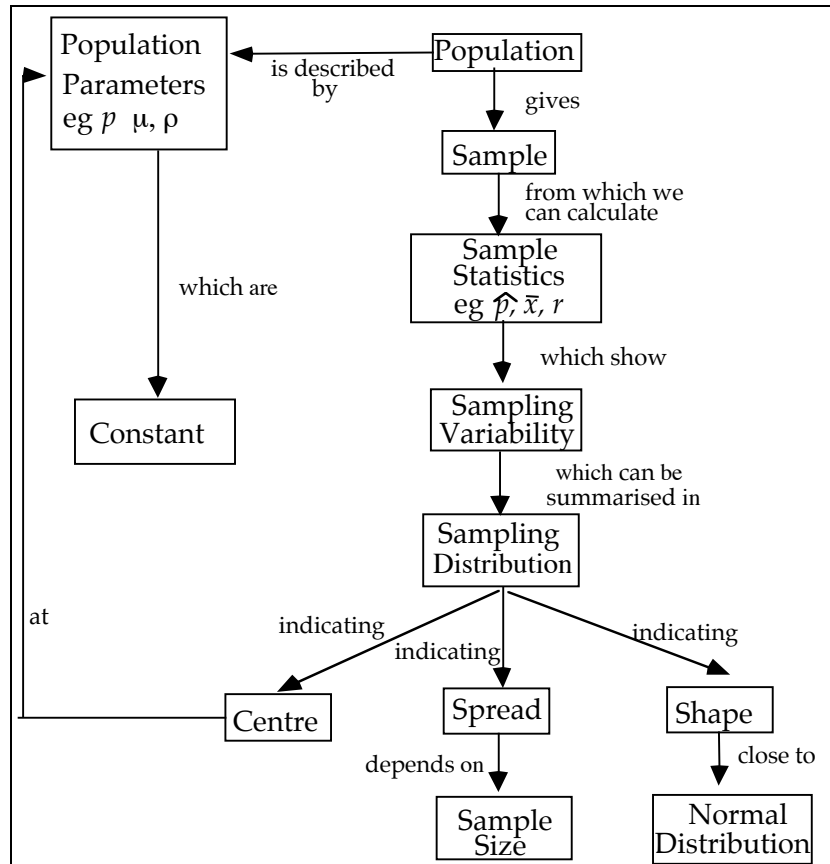 Population
Parameters
eg p μ, ρ
is described
by
Population
gives
Sample
from which we
can calculate
Sample
Statistics
eg p̂, x̄, r
which are
which show
Constant
Sampling
Variability
which can be
summarised in
Sampling
Distribution
at
indicating
indicating
indicating
Centre
Spread
Shape
depends on
close to
Sample
Size
Normal
Distribution